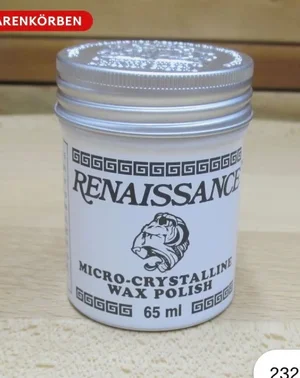 ARENKÖRBEN
RENAISSANCE
MICRO-CRYSTALLINE
WAX POLISH
65 ml
232